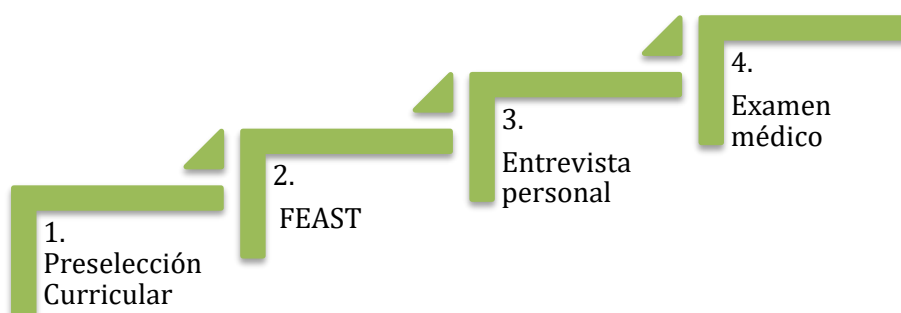 1.
Preselección
Curricular
2.
FEAST
3.
Entrevista
personal
4.
Examen
médico